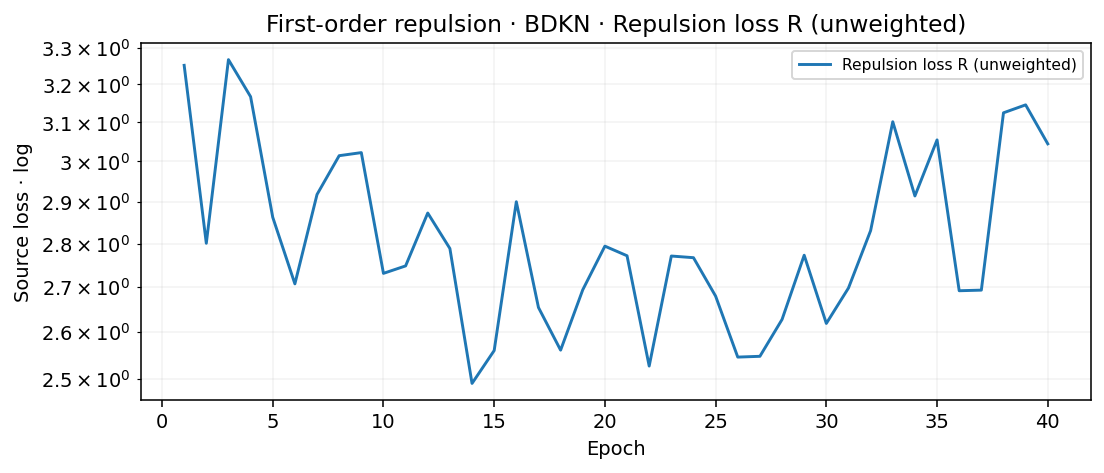 First-order repulsion · BDKN · Repulsion loss R (unweighted)
Source loss · log
3.3 × 10⁰
3.2 × 10⁰
3.1 × 10⁰
3 × 10⁰
2.9 × 10⁰
2.8 × 10⁰
2.7 × 10⁰
2.6 × 10⁰
2.5 × 10⁰
Repulsion loss R (unweighted)
0 5 10 15 20 25 30 35 40
Epoch